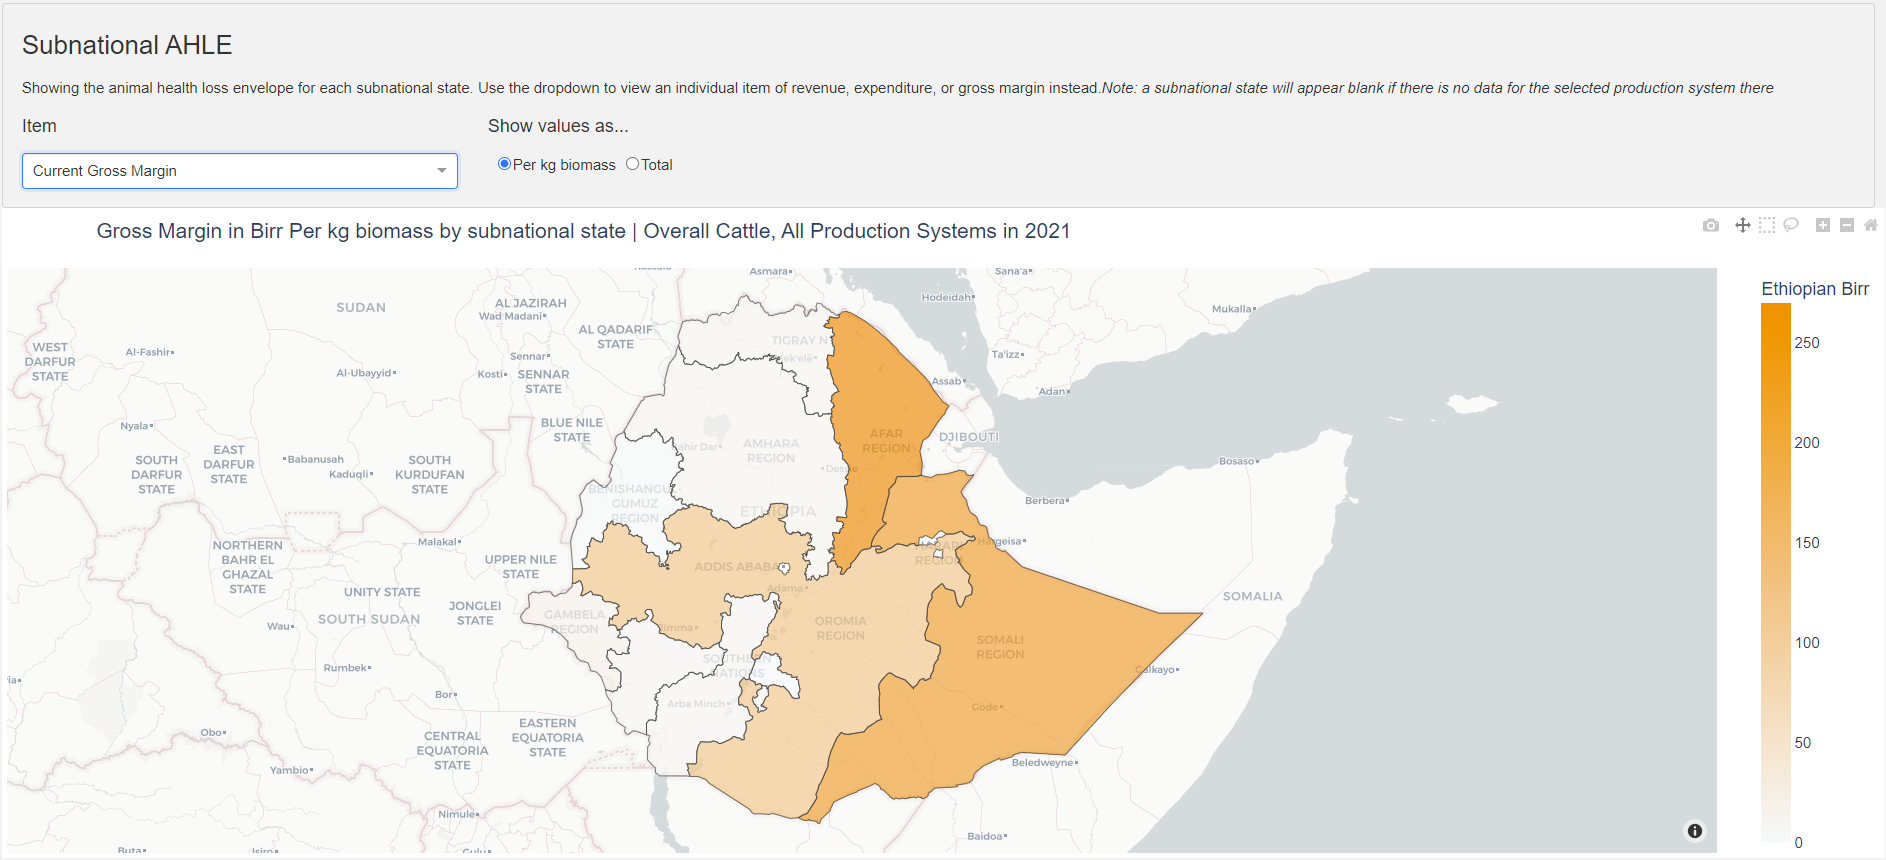 Subnational AHLE
Showing the animal health loss envelope for each subnational state. Use the dropdown to view an individual item of revenue, expenditure, or gross margin instead.Note: a subnational state will appear blank if there is no data for the selected production system there
Item
Show values as...
Current Gross Margin
Per kg biomass
Total
Gross Margin in Birr Per kg biomass by subnational state | Overall Cattle, All Production Systems in 2021
Ethiopian Birr
250
200
150
100
50
0
Asmara
Sana'a
Hodeidah
Mukalla
SUDAN
AL JAZIRAH
Wad Madani
AL QADARIF
STATE
TIGRAY
WEST
DARFUR
STATE
Al-Fashir
Sennar
Ta'izz
Al-Ubayyid
Kosti
SENNAR
STATE
Assab
'Adan
Nyala
BLUE NILE
STATE
AFAR
REGION
DJIBOUTI
AMHARA
REGION
EAST
DARFUR
STATE
SOUTH
DARFUR
STATE
Babanusah
Kaduqli
SOUTH
KURDUFAN
STATE
Bosaso
BENISHANGUL
GUMUZ
REGION
ETHIOPIA
Berbera
Malakal
Hargeisa
NORTHERN
BAHR EL
GHAZAL
STATE
UPPER NILE
STATE
ADDIS ABABA
HARARI
REGION
Adama
UNITY STATE
JONGLEI
STATE
SOUTH SUDAN
Wau
GAMBELA
REGION
Jimma
OROMIA
REGION
SOMALI
REGION
SOMALIA
Rumbek
SOUTHERN
NATIONS
Galkayo
Bor
Arba Minch
Gode
EASTERN
EQUATORIA
STATE
CENTRAL
EQUATORIA
STATE
Obo
Yambio
Beledweyne
Nimule
Baidoa
Buta
Isiro
Gulu